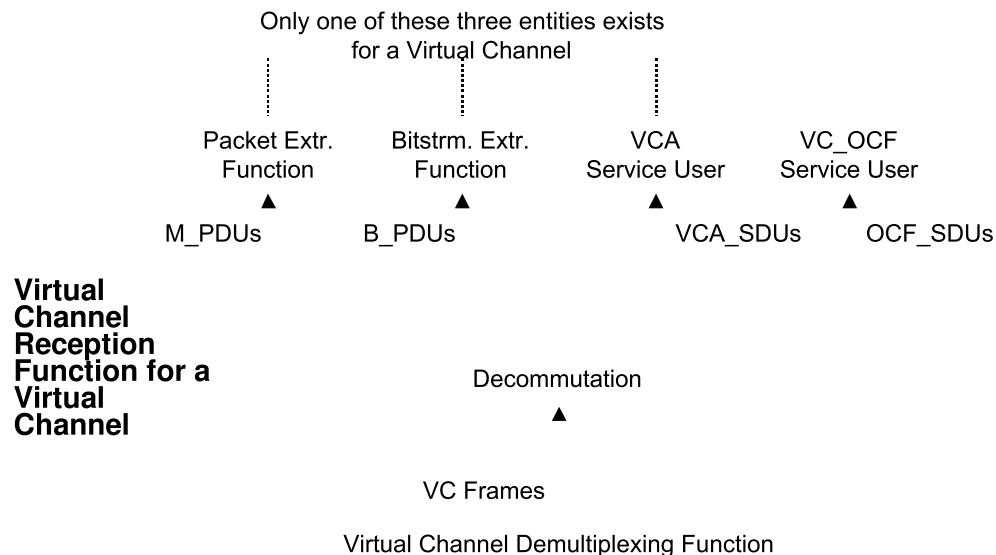 Only one of these three entities exists
for a Virtual Channel
Packet Extr.
Function
Bitstrm. Extr.
Function
VCA
Service User
VC_OCF
Service User
M_PDUs
B_PDUs
VCA_SDUs
OCF_SDUs
Virtual
Channel
Reception
Function for a
Virtual
Channel
Decommutation
VC Frames
Virtual Channel Demultiplexing Function